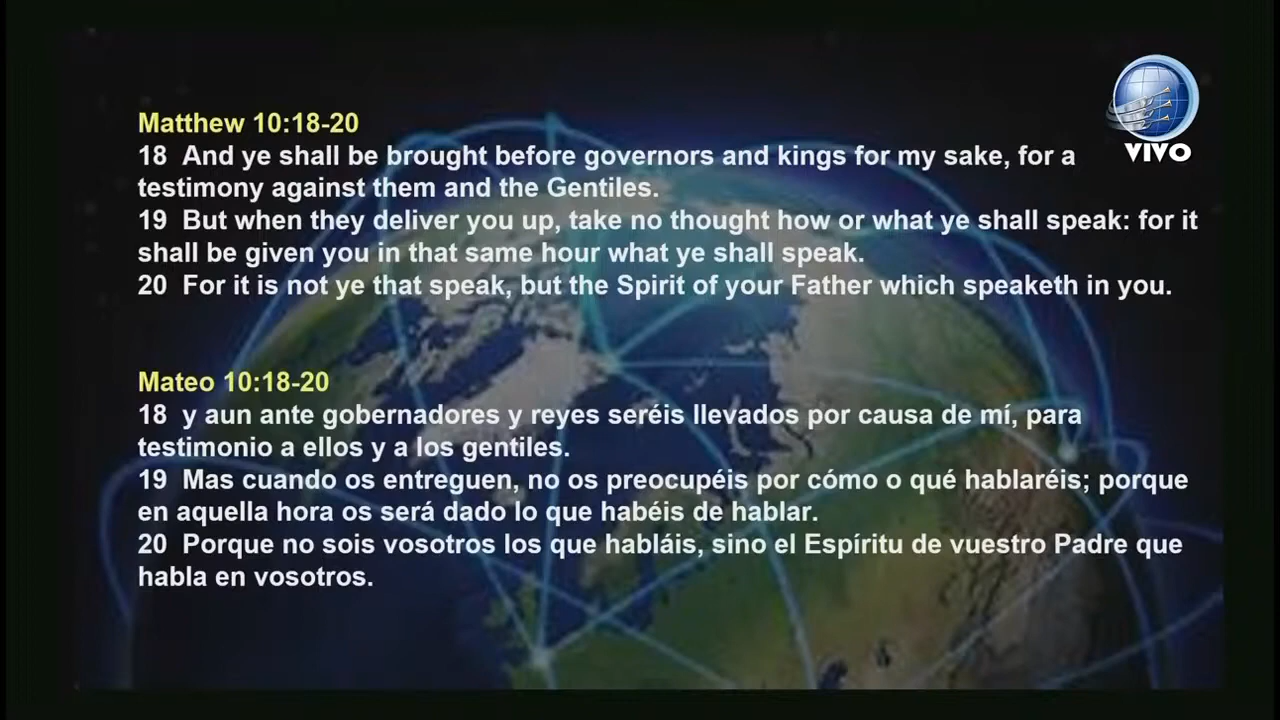 Matthew 10:18-20
18 And ye shall be brought before governors and kings for my sake, for a
testimony against them and the Gentiles.
19 But when they deliver you up, take no thought how or what ye shall speak: for it
shall be given you in that same hour what ye shall speak.
20 For it is not ye that speak, but the Spirit of your Father which speaketh in you.
Mateo 10:18-20
18 y aun ante gobernadores y reyes seréis llevados por causa de mí, para
testimonio a ellos y a los gentiles.
19 Mas cuando os entreguen, no os preocupéis por cómo o qué hablaréis; porque
en aquella hora os será dado lo que habéis de hablar.
20 Porque no sois vosotros los que habláis, sino el Espíritu de vuestro Padre que
habla en vosotros.
VIVO